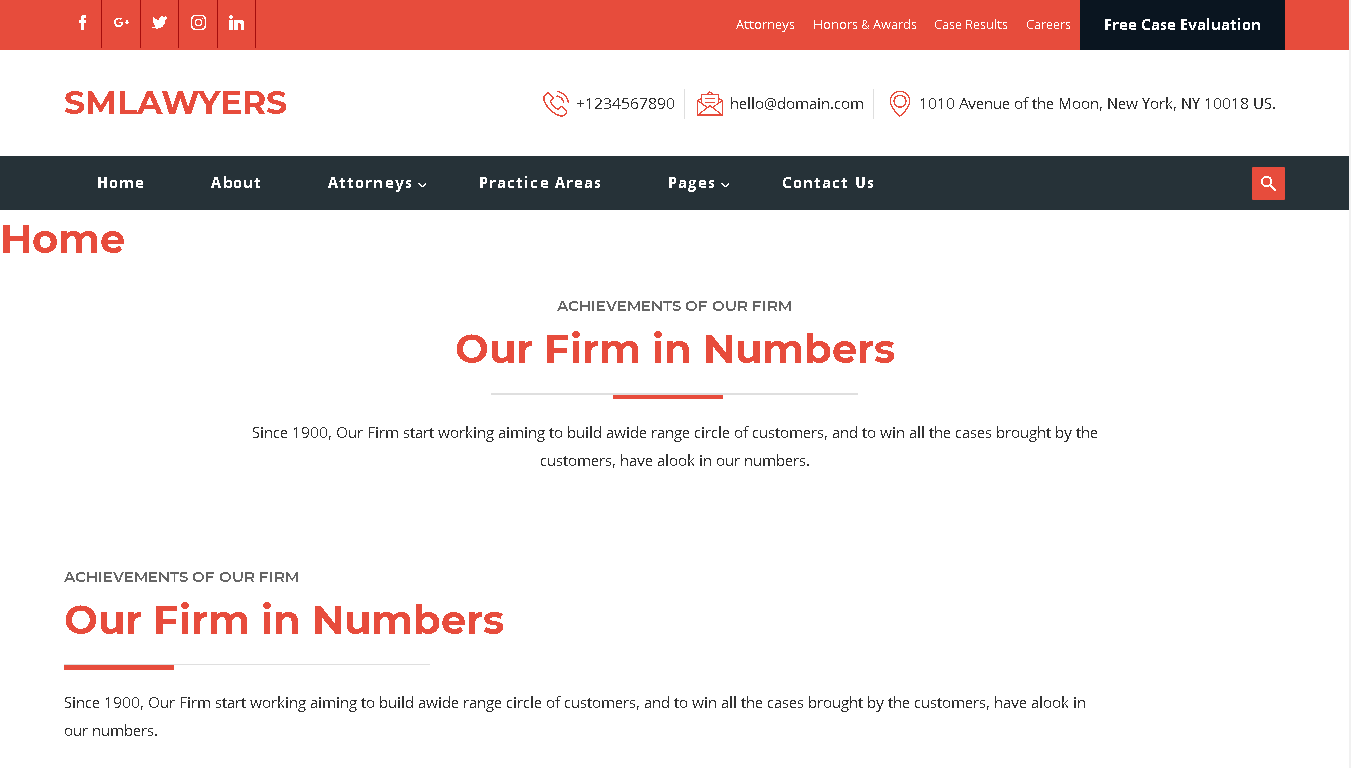 Attorneys Honors & Awards Case Results Careers Free Case Evaluation
SMLAWYERS
+1234567890 hello@domain.com 1010 Avenue of the Moon, New York, NY 10018 US.
Home About Attorneys Practice Areas Pages Contact Us
Home
ACHIEVEMENTS OF OUR FIRM
Our Firm in Numbers
Since 1900, Our Firm start working aiming to build awide range circle of customers, and to win all the cases brought by the
customers, have alook in our numbers.
ACHIEVEMENTS OF OUR FIRM
Our Firm in Numbers
Since 1900, Our Firm start working aiming to build awide range circle of customers, and to win all the cases brought by the customers, have alook in
our numbers.